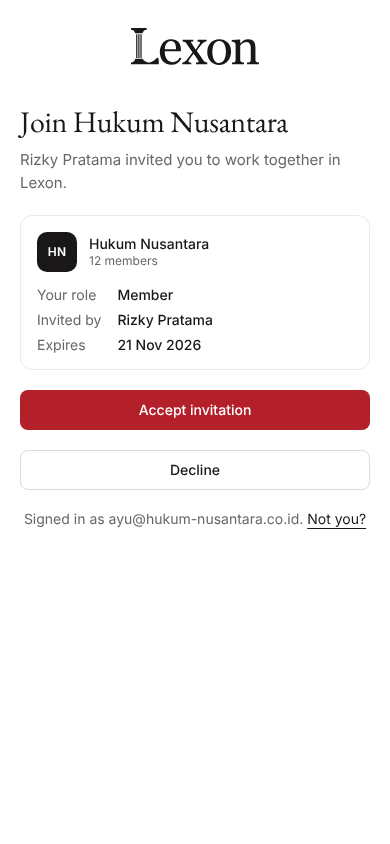 Lexon
Join Hukum Nusantara
Rizky Pratama invited you to work together in
Lexon.
HN
Hukum Nusantara
12 members
Your role Member
Invited by Rizky Pratama
Expires 21 Nov 2026
Accept invitation
Decline
Signed in as ayu@hukum-nusantara.co.id. Not you?